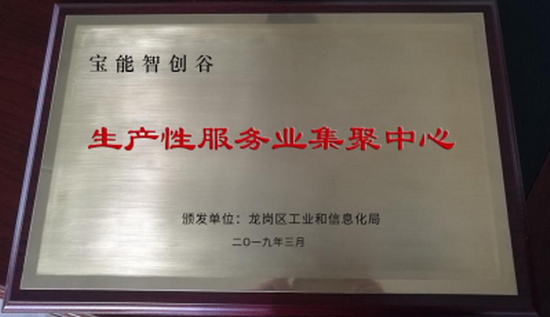 宝能智创谷
生产性服务业集聚中心
颁发单位：龙岗区工业和信息化局
二〇一九年三月